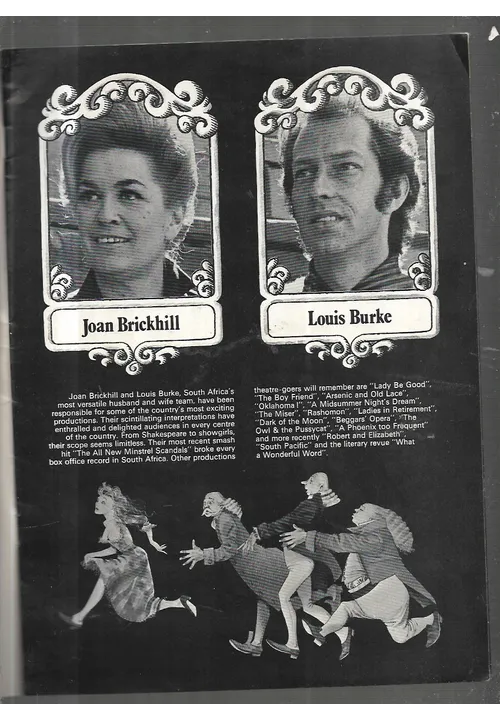 Joan Brickhill
Louis Burke
Joan Brickhill and Louis Burke, South Africa's
most versatile husband and wife team, have been
responsible for some of the country's most exciting
productions. Their scintillating interpretations have
enthralled and delighted audiences in every centre
of the country. From Shakespeare to showgirls,
their scope seems limitless. Their most recent smash
hit "The All New Minstrel Scandals" broke every
box office record in South Africa. Other productions
theatre-goers will remember are "Lady Be Good",
"The Boy Friend", "Arsenic and Old Lace",
"Oklahoma!", "A Midsummer Night's Dream",
"The Miser", "Rashomon", "Ladies in Retirement",
"Dark of the Moon", "Beggars' Opera", "The
Owl & the Pussycat", "A Phoenix too Frequent"
and more recently "Robert and Elizabeth",
"South Pacific" and the literary revue "What
a Wonderful Word".